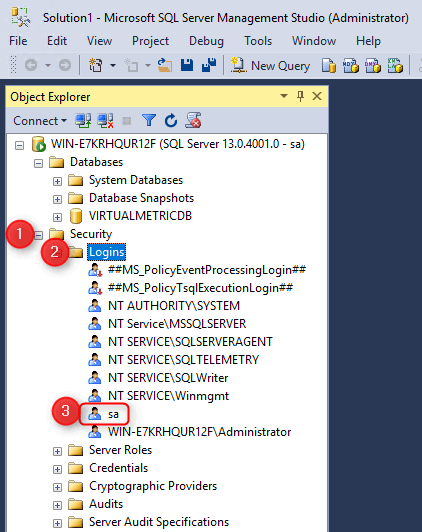 Solution1 - Microsoft SQL Server Management Studio (Administrator)
File Edit View Project Debug Tools Window Help
New Query
Object Explorer
Connect
WIN-E7KRHQUR12F (SQL Server 13.0.4001.0 - sa)
Databases
System Databases
Database Snapshots
VIRTUALMETRICDB
1 Security
2 Logins
##MS_PolicyEventProcessingLogin##
##MS_PolicyTsqlExecutionLogin##
NT AUTHORITY\SYSTEM
NT Service\MSSQLSERVER
NT SERVICE\SQLSERVERAGENT
NT SERVICE\SQLTELEMETRY
NT SERVICE\SQLWriter
NT SERVICE\Winmgmt
3 sa
WIN-E7KRHQUR12F\Administrator
Server Roles
Credentials
Cryptographic Providers
Audits
Server Audit Specifications